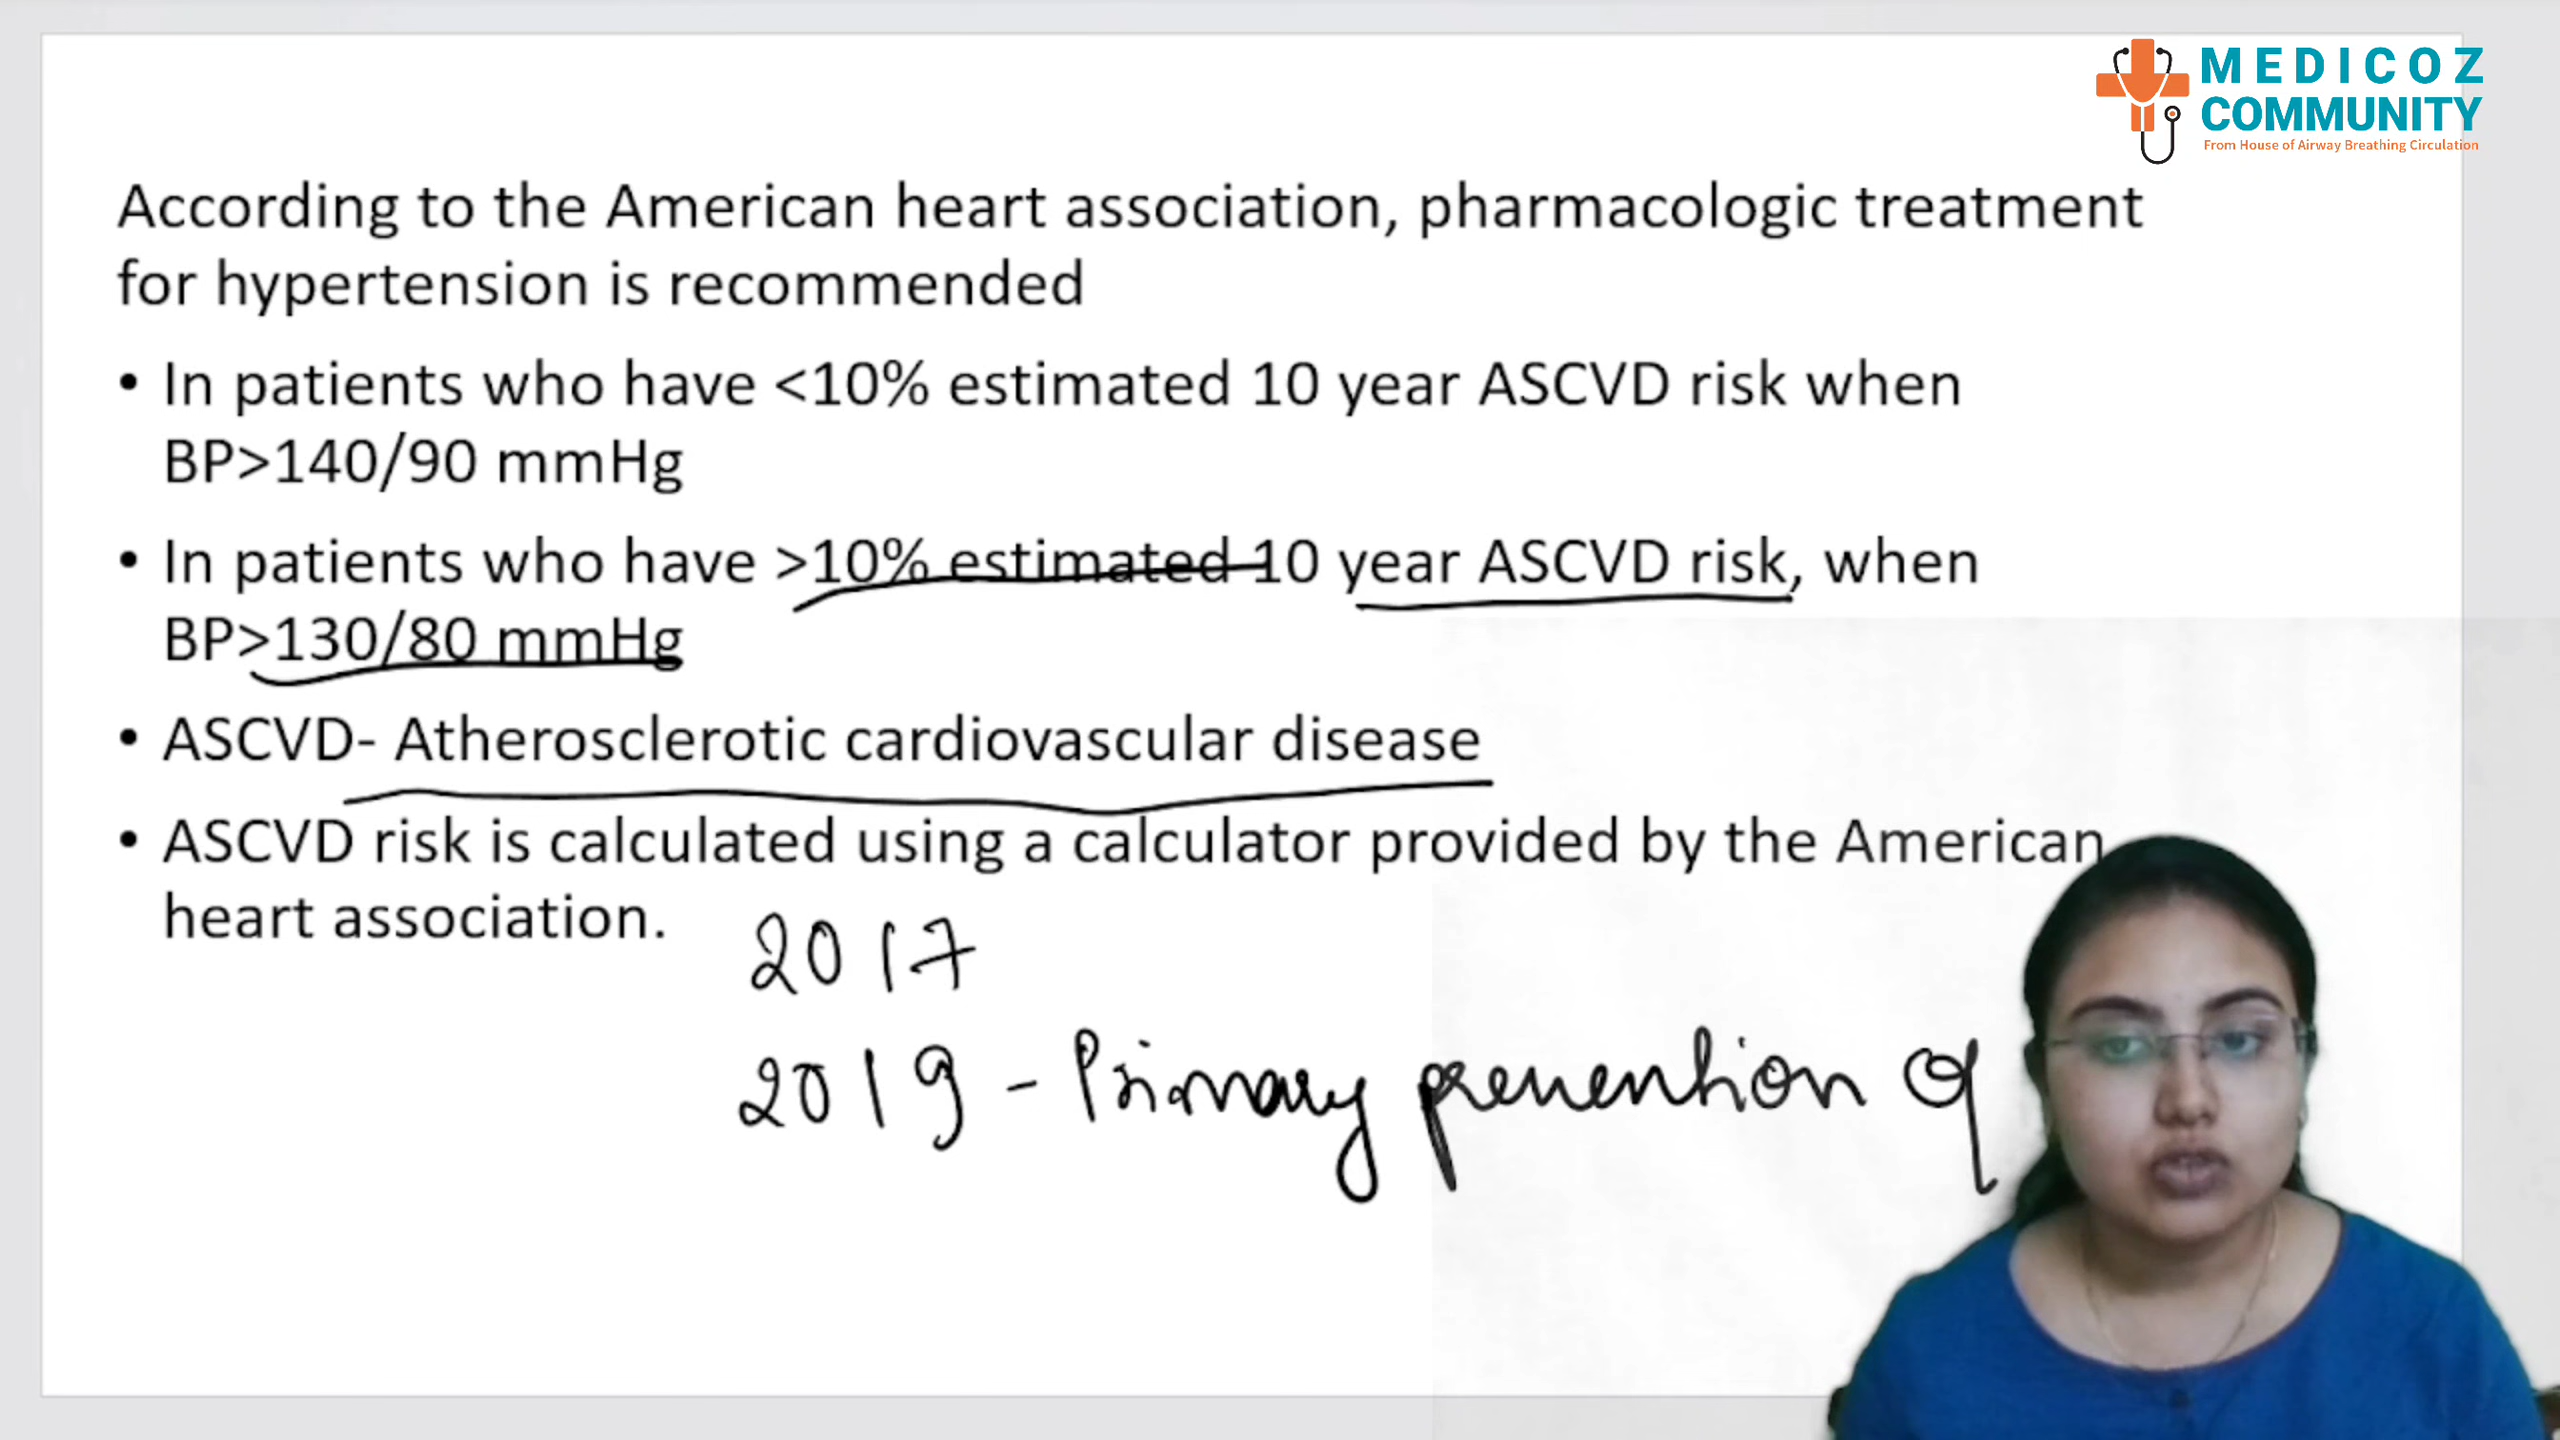 MEDICOZ
COMMUNITY
From House of Airway Breathing Circulation
According to the American heart association, pharmacologic treatment
for hypertension is recommended
• In patients who have <10% estimated 10 year ASCVD risk when
BP>140/90 mmHg
• In patients who have >10% estimated 10 year ASCVD risk, when
BP>130/80 mmHg
• ASCVD- Atherosclerotic cardiovascular disease
• ASCVD risk is calculated using a calculator provided by the American
heart association.
2017
2019 - Primary prevention of